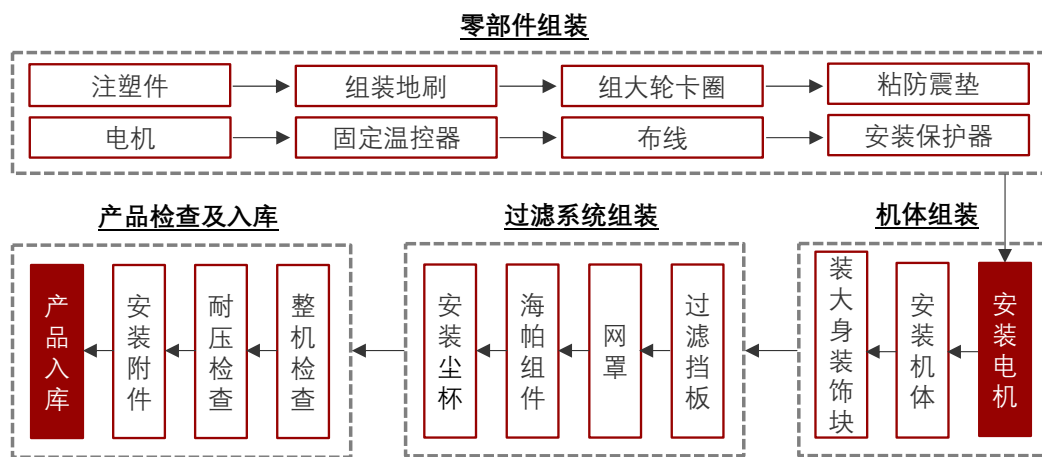 零部件组装
注塑件
组装地刷
组大轮卡圈
粘防震垫
电机
固定温控器
布线
安装保护器
产品检查及入库
过滤系统组装
机体组装
产品入库
安装附件
耐压检查
整机检查
安装尘杯
海帕组件
网罩
过滤挡板
装大身装饰块
安装机体
安装电机